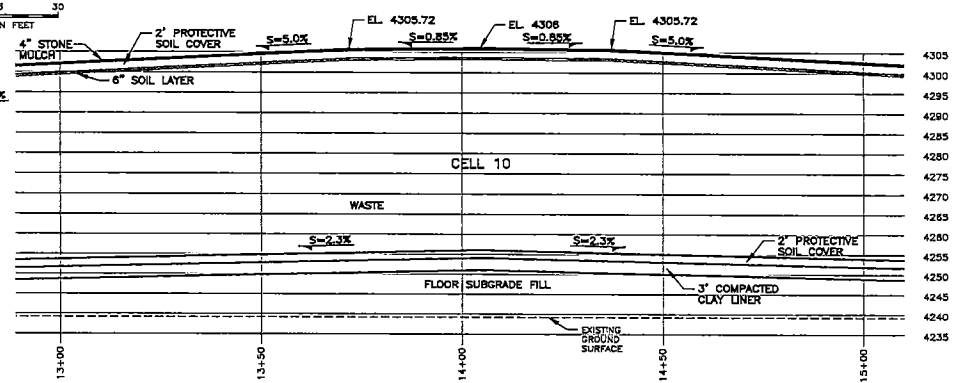 30
N FEET
4" STONE
MULCH
2' PROTECTIVE
SOIL COVER
6" SOIL LAYER
S=5.0%
EL. 4305.72
S=0.85%
EL. 4306
S=0.85%
EL. 4305.72
S=5.0%
4305
4300
4295
4290
4285
4280
4275
4270
4265
4260
4255
4250
4245
4240
4235
CELL 10
WASTE
S=2.3%
S=2.3%
2' PROTECTIVE
SOIL COVER
FLOOR SUBGRADE FILL
3' COMPACTED
CLAY LINER
EXISTING
GROUND
SURFACE
13+00
13+50
14+00
14+50
15+00